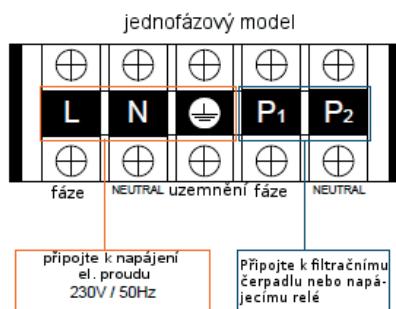 jednofázový model
L N P1 P2
fáze NEUTRAL uzemnění fáze NEUTRAL
připojte k napájení
el. proudu
230V / 50Hz
Připojte k filtračnímu
čerpadlu nebo napá-
jecímu relé